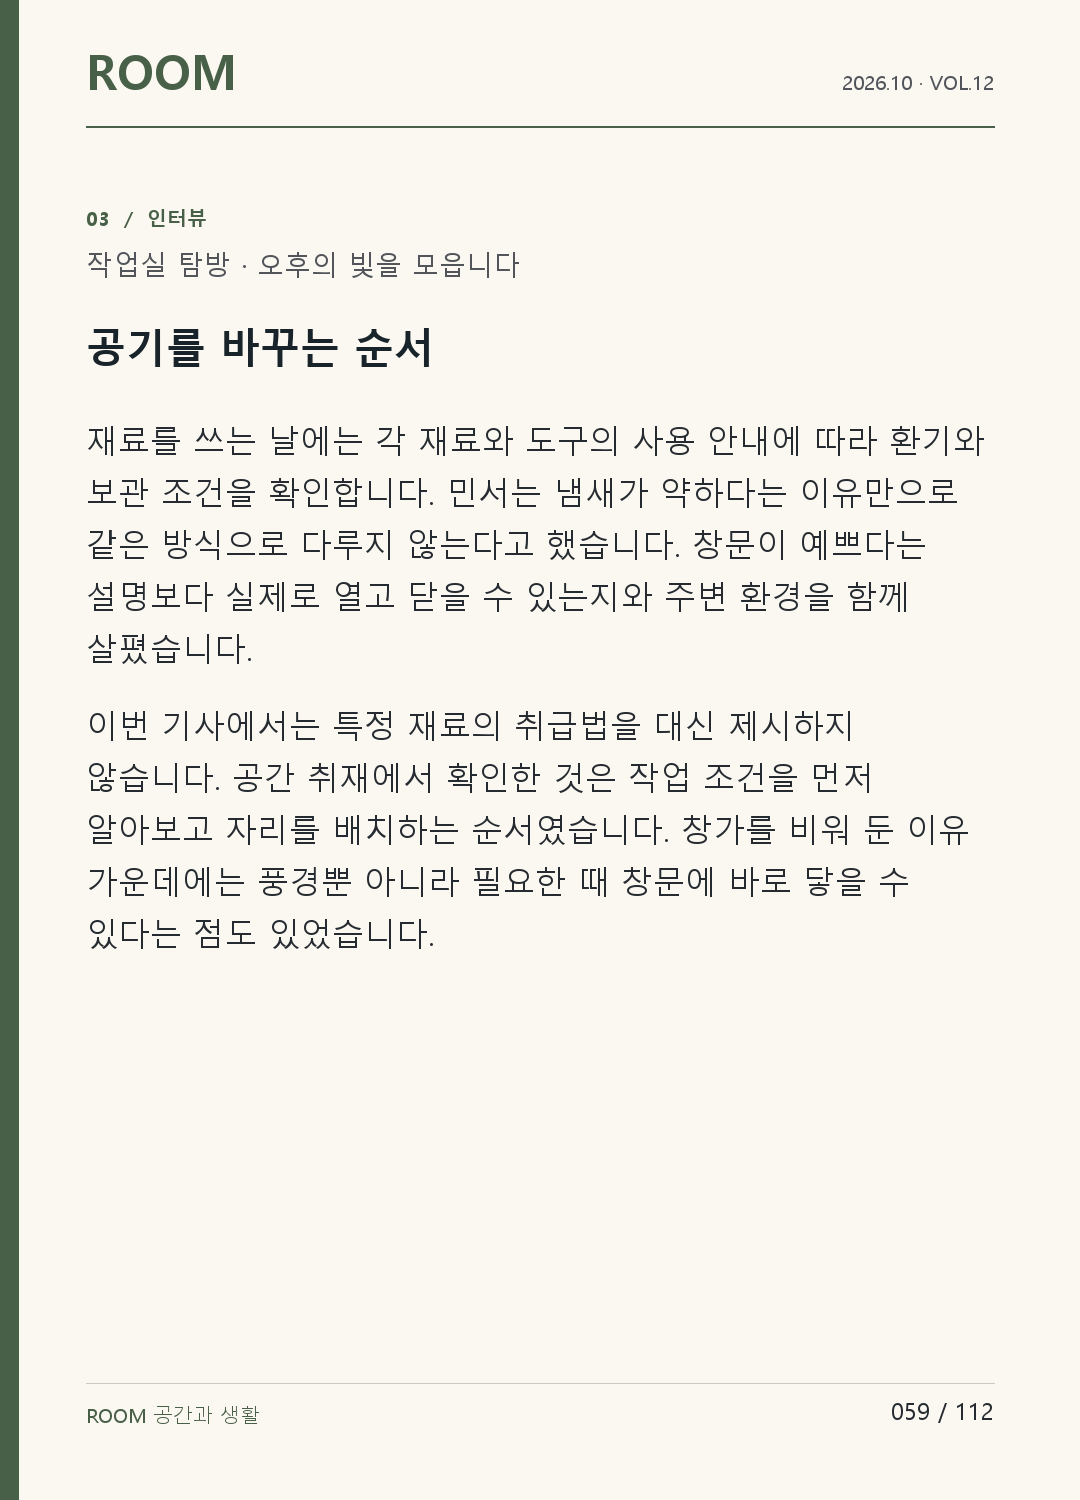 ROOM
2026.10 · VOL.12
03 / 인터뷰
작업실 탐방 · 오후의 빛을 모읍니다
공기를 바꾸는 순서
재료를 쓰는 날에는 각 재료와 도구의 사용 안내에 따라 환기와
보관 조건을 확인합니다. 민서는 냄새가 약하다는 이유만으로
같은 방식으로 다루지 않는다고 했습니다. 창문이 예쁘다는
설명보다 실제로 열고 닫을 수 있는지와 주변 환경을 함께
살폈습니다.
이번 기사에서는 특정 재료의 취급법을 대신 제시하지
않습니다. 공간 취재에서 확인한 것은 작업 조건을 먼저
알아보고 자리를 배치하는 순서였습니다. 창가를 비워 둔 이유
가운데에는 풍경뿐 아니라 필요한 때 창문에 바로 닿을 수
있다는 점도 있었습니다.
ROOM 공간과 생활
059 / 112